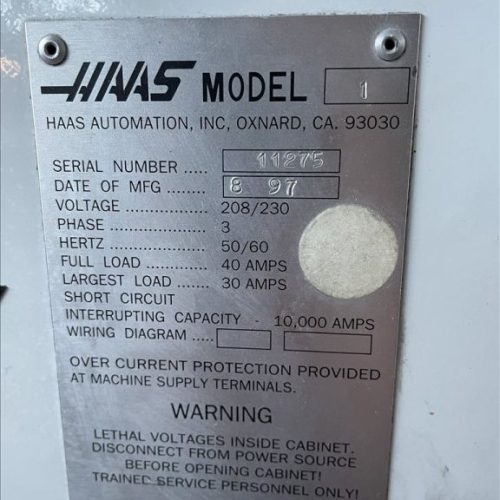 HAAS MODEL 1
HAAS AUTOMATION, INC, OXNARD, CA. 93030
SERIAL NUMBER ..... 11275
DATE OF MFG ....... 8 97
VOLTAGE ............... 208/230
PHASE .................. 3
HERTZ ................... 50/60
FULL LOAD ............ 40 AMPS
LARGEST LOAD ..... 30 AMPS
SHORT CIRCUIT
INTERRUPTING CAPACITY - 10,000 AMPS
WIRING DIAGRAM .....
OVER CURRENT PROTECTION PROVIDED
AT MACHINE SUPPLY TERMINALS.
WARNING
LETHAL VOLTAGES INSIDE CABINET.
DISCONNECT FROM POWER SOURCE
BEFORE OPENING CABINET!
TRAINED SERVICE PERSONNEL ONLY!